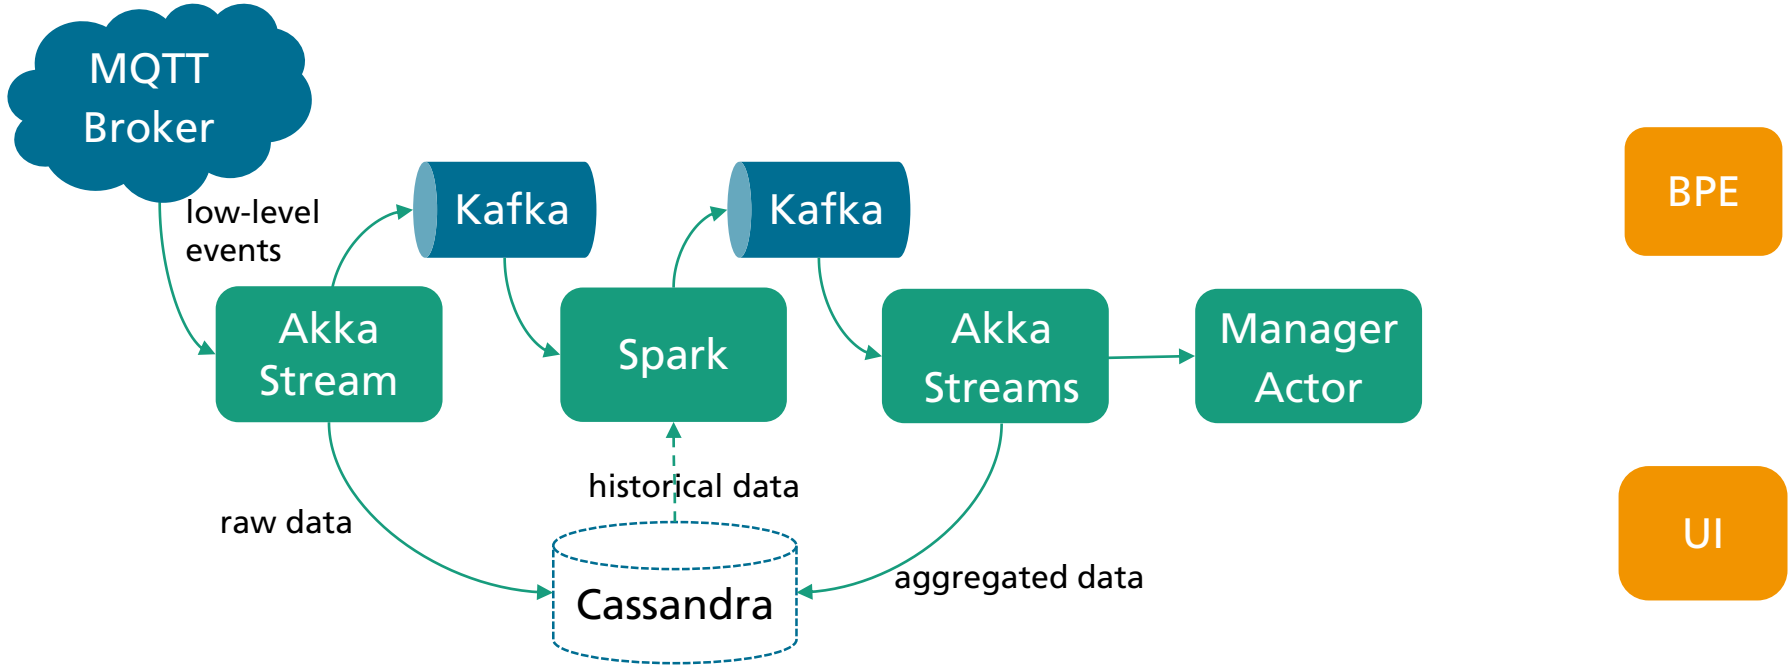 MQTT
Broker
low-level
events
Kafka
Kafka
BPE
Akka
Stream
Spark
Akka
Streams
Manager
Actor
historical data
raw data
UI
aggregated data
Cassandra